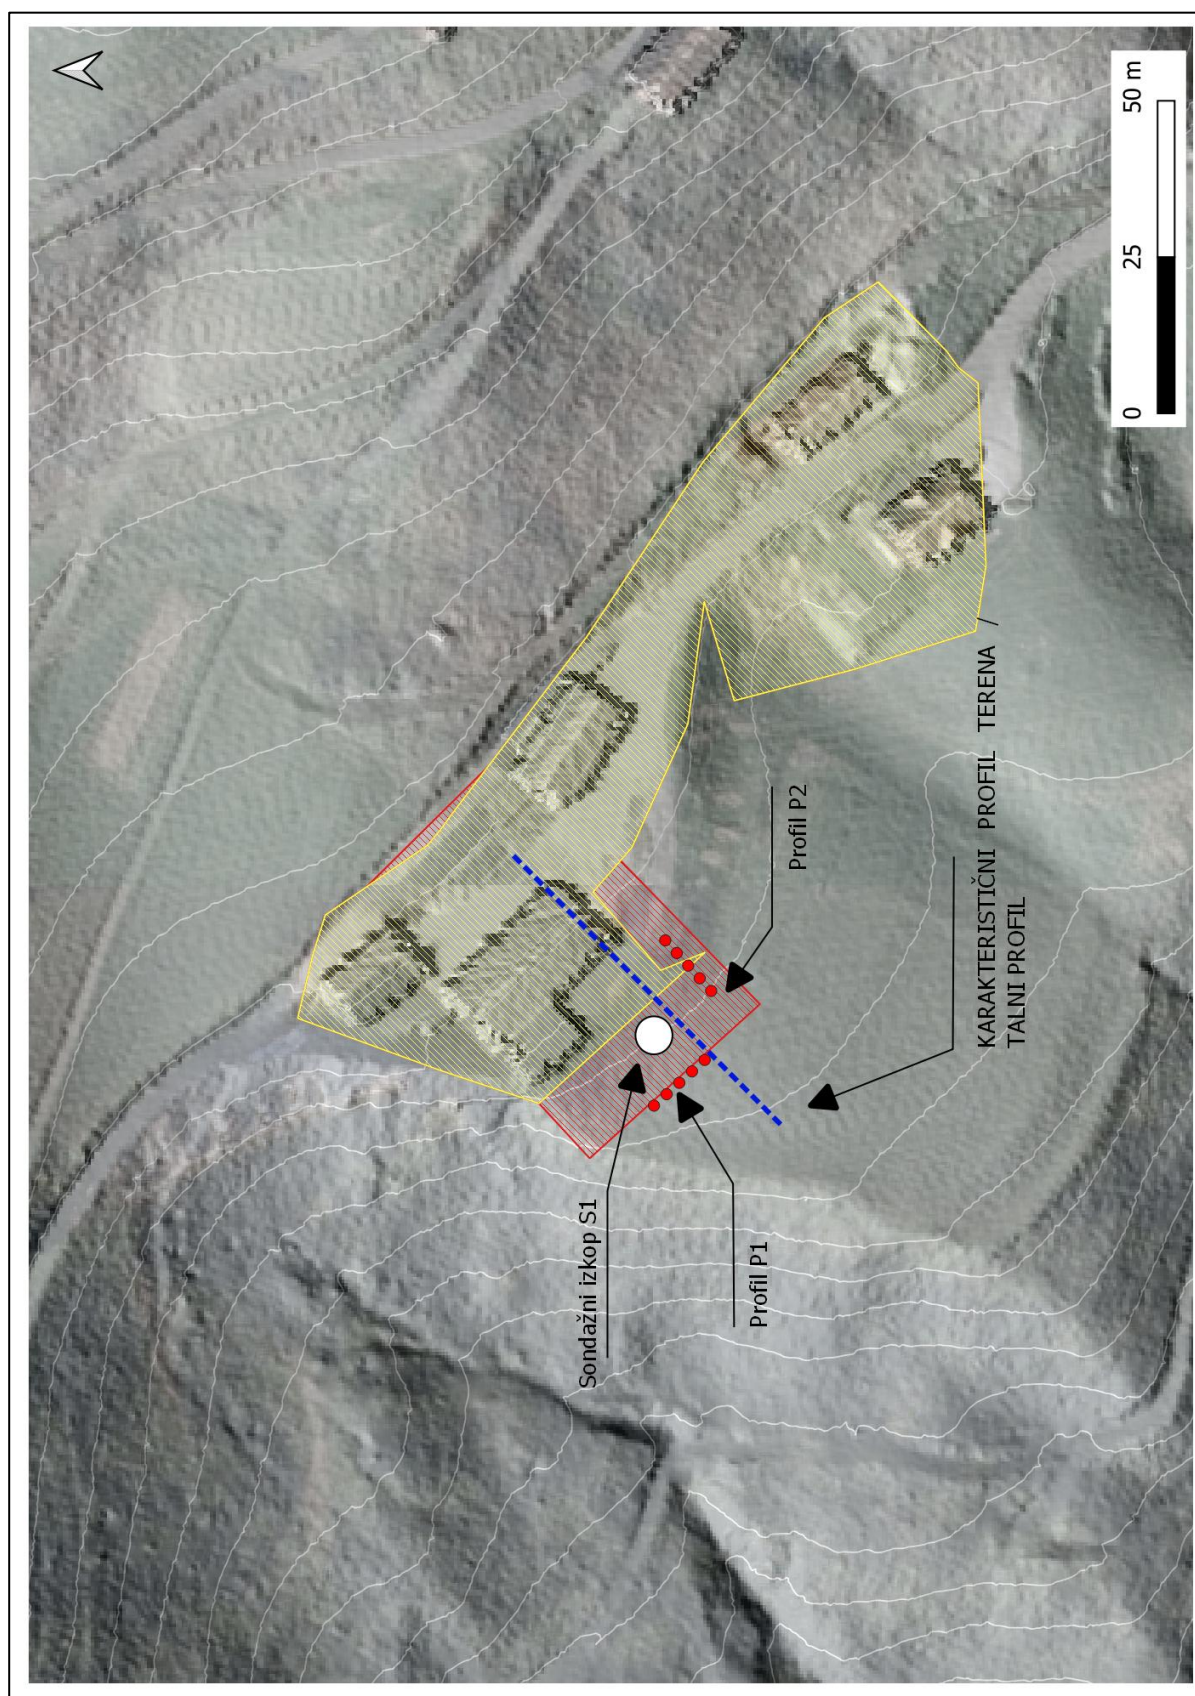 Sondažni izkop S1
Profil P1
Profil P2
KARAKTERISTIČNI PROFIL TERENA /
TALNI PROFIL
0 25 50 m